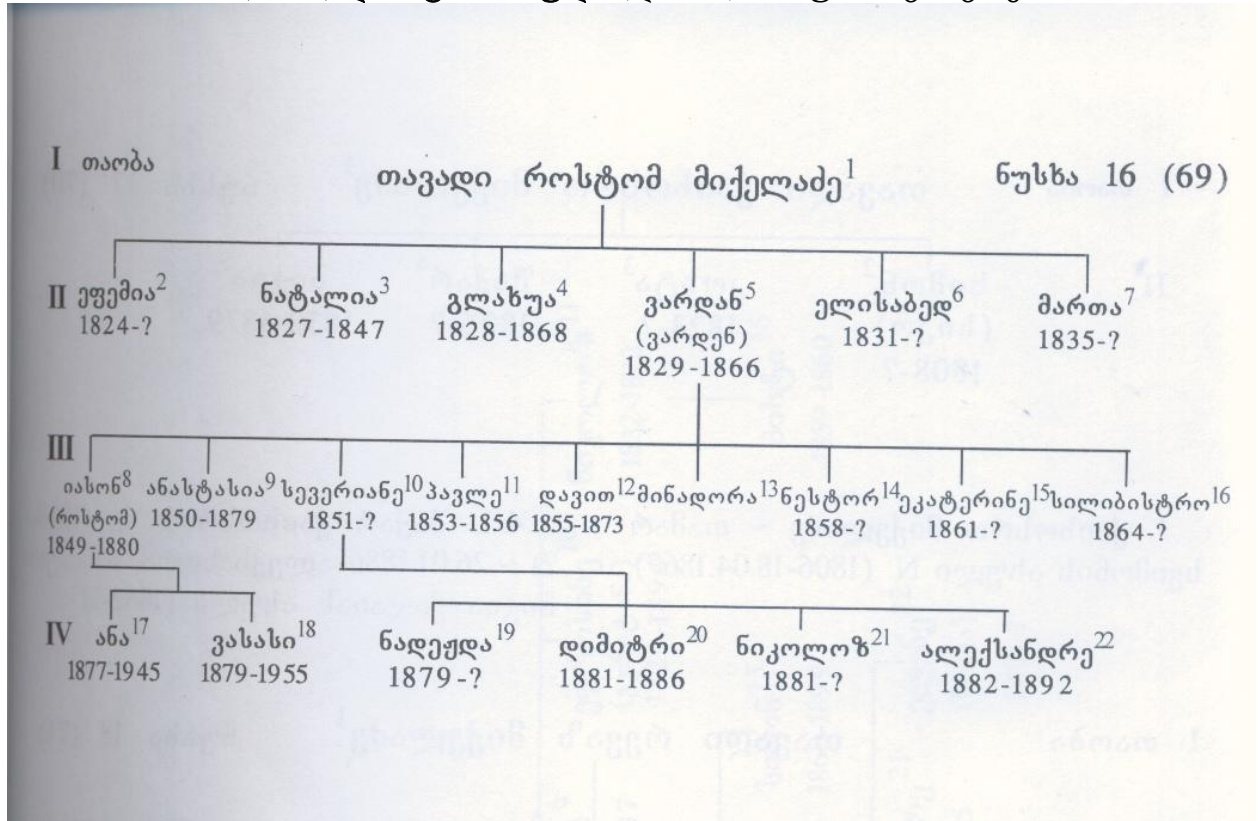 I თაობა თავადი როსტომ მიქელაძე1 ნუსხა 16 (69)
II ეფემია2 ნატალია3 გლახუა4 ვარდან5 ელისაბედ6 მართა7
1824-? 1827-1847 1828-1868 (ვარდენ) 1831-? 1835-?
1829-1866
III
იასონ8 ანასტასია9 სევერიანე10 პავლე11 დავით12 მინადორა13 ნესტორ14 ეკატერინე15 სილიბისტრო16
(როსტომ) 1850-1879 1851-? 1853-1856 1855-1873 1858-? 1861-? 1864-?
1849-1880
IV ანა17 ვასასი18 ნადეჟდა19 დიმიტრი20 ნიკოლოზ21 ალექსანდრე22
1877-1945 1879-1955 1879-? 1881-1886 1881-? 1882-1892